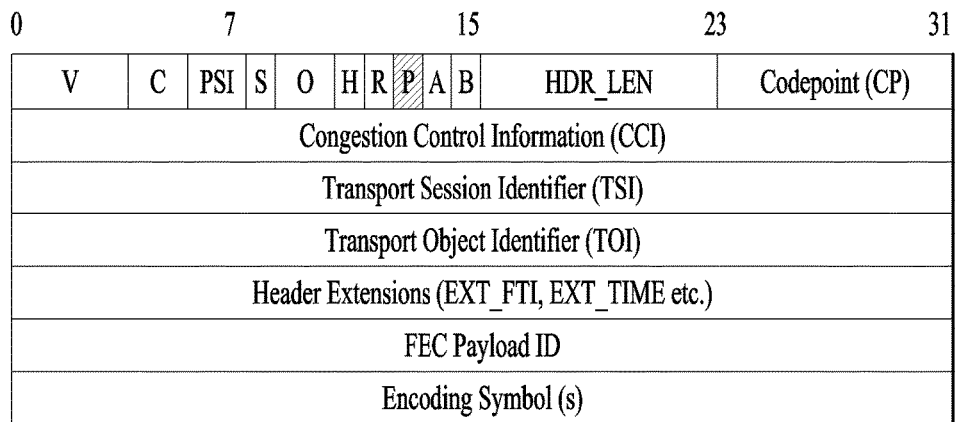 0 7 15 23 31
V C PSI S O H R P A B HDR_LEN Codepoint (CP)
Congestion Control Information (CCI)
Transport Session Identifier (TSI)
Transport Object Identifier (TOI)
Header Extensions (EXT_FTI, EXT_TIME etc.)
FEC Payload ID
Encoding Symbol (s)